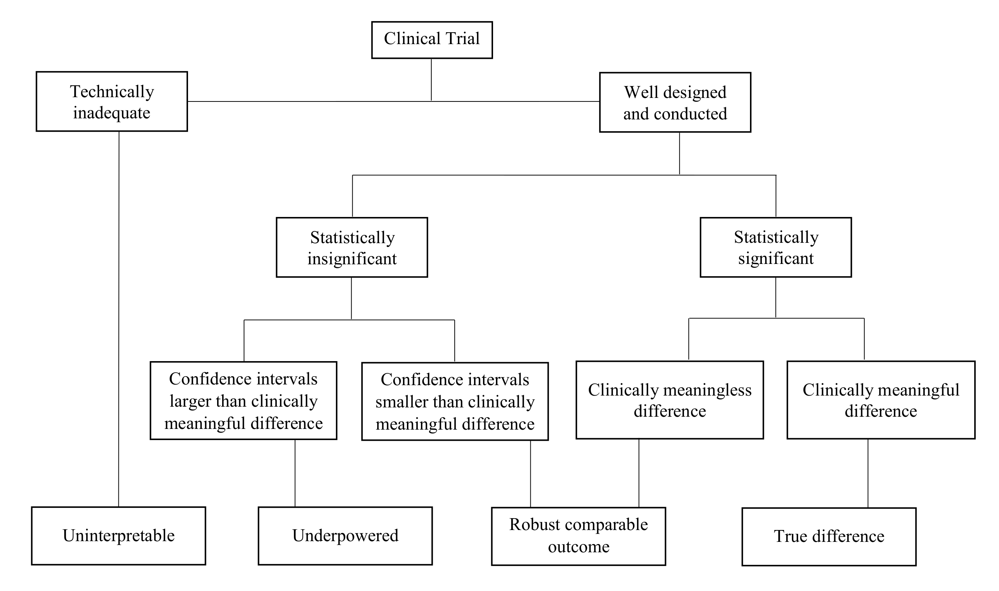 Clinical Trial
Technically
inadequate
Well designed
and conducted
Statistically
insignificant
Statistically
significant
Confidence intervals
larger than clinically
meaningful difference
Confidence intervals
smaller than clinically
meaningful difference
Clinically meaningless
difference
Clinically meaningful
difference
Uninterpretable
Underpowered
Robust comparable
outcome
True difference